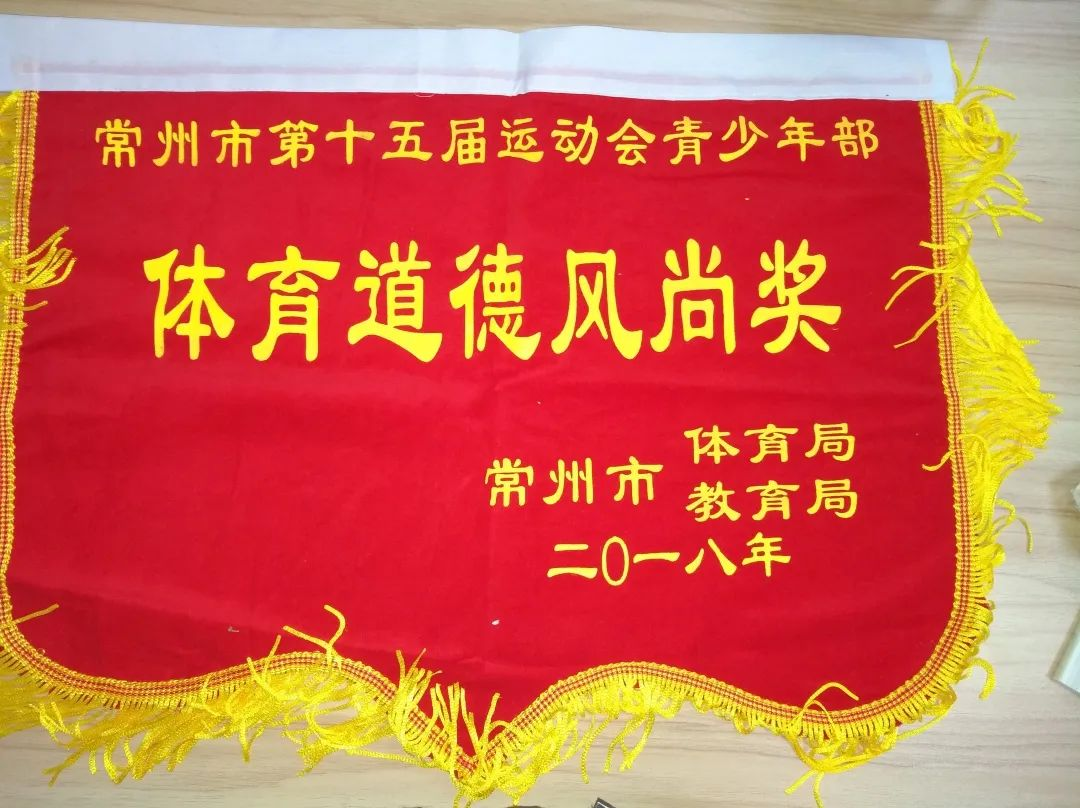 常州市第十五届运动会青少年部
体育道德风尚奖
常州市
体育局
教育局
二〇一八年